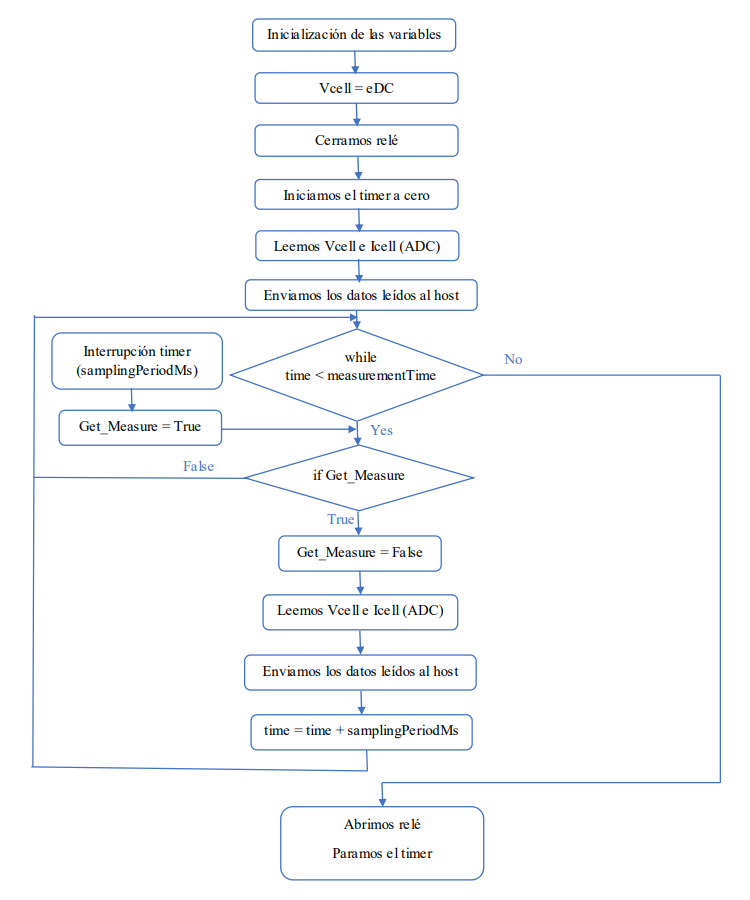 Inicialización de las variables
Vcell = eDC
Cerramos relé
Iniciamos el timer a cero
Leemos Vcell e Icell (ADC)
Enviamos los datos leídos al host
Interrupción timer
(samplingPeriodMs)
while
time < measurementTime
No
Get_Measure = True
Yes
False
if Get_Measure
True
Get_Measure = False
Leemos Vcell e Icell (ADC)
Enviamos los datos leídos al host
time = time + samplingPeriodMs
Abrimos relé
Paramos el timer